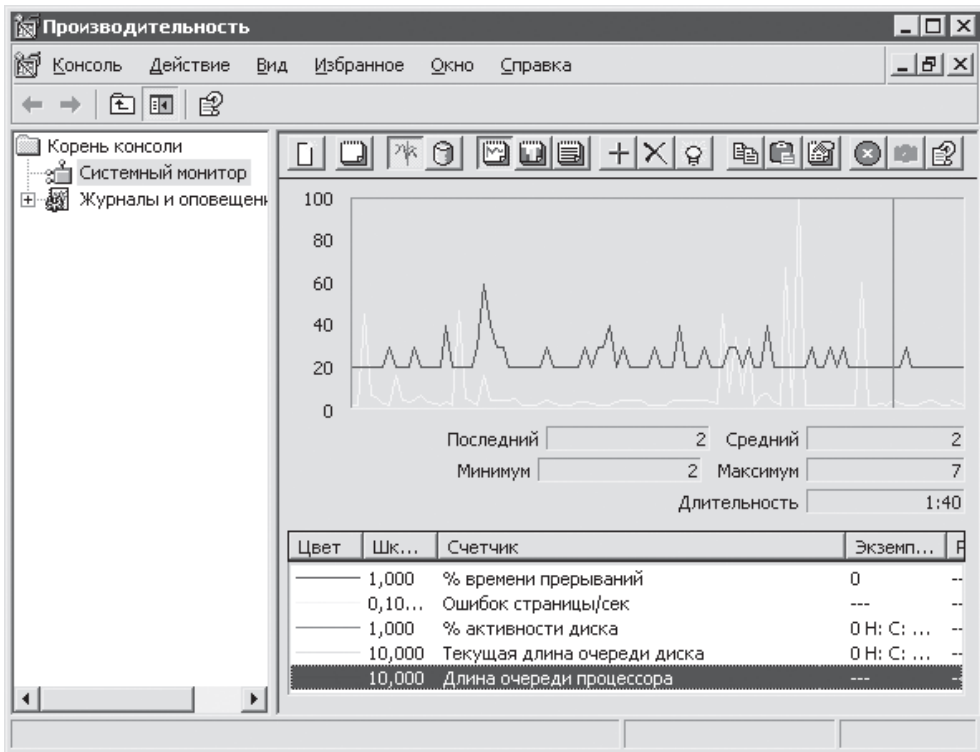 Производительность
Консоль Действие Вид Избранное Окно Справка
Корень консоли
Системный монитор
Журналы и оповещен
100
80
60
40
20
0
Последний 2 Средний 2
Минимум 2 Максимум 7
Длительность 1:40
Цвет Шк... Счетчик Экземп... Р
1,000 % времени прерываний 0 --
0,10... Ошибок страницы/сек --- --
1,000 % активности диска 0 H: C: ... --
10,000 Текущая длина очереди диска 0 H: C: ... --
10,000 Длина очереди процессора --- --